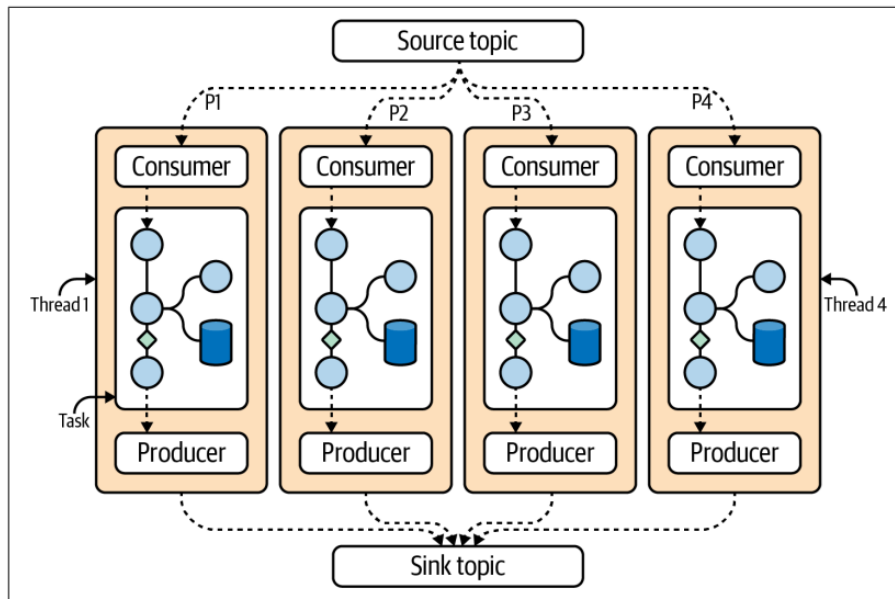 Source topic
P1
P2
P3
P4
Consumer
Consumer
Consumer
Consumer
Thread 1
Thread 4
Task
Producer
Producer
Producer
Producer
Sink topic